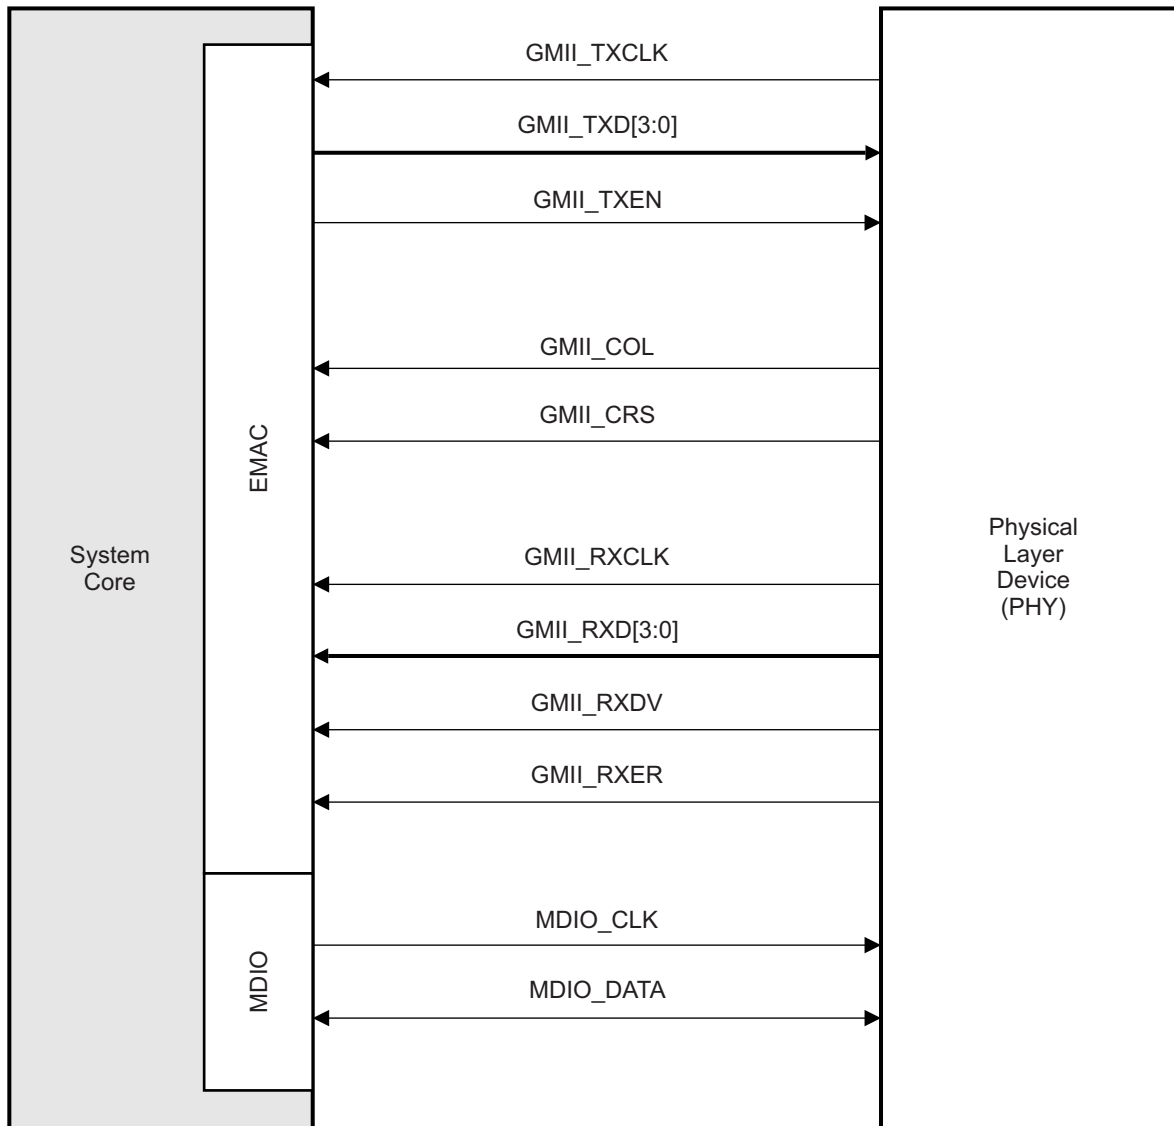 GMII_TXCLK
GMII_TXD[3:0]
GMII_TXEN
GMII_COL
GMII_CRS
EMAC
System
Core
GMII_RXCLK
GMII_RXD[3:0]
GMII_RXDV
GMII_RXER
Physical
Layer
Device
(PHY)
MDIO
MDIO_CLK
MDIO_DATA